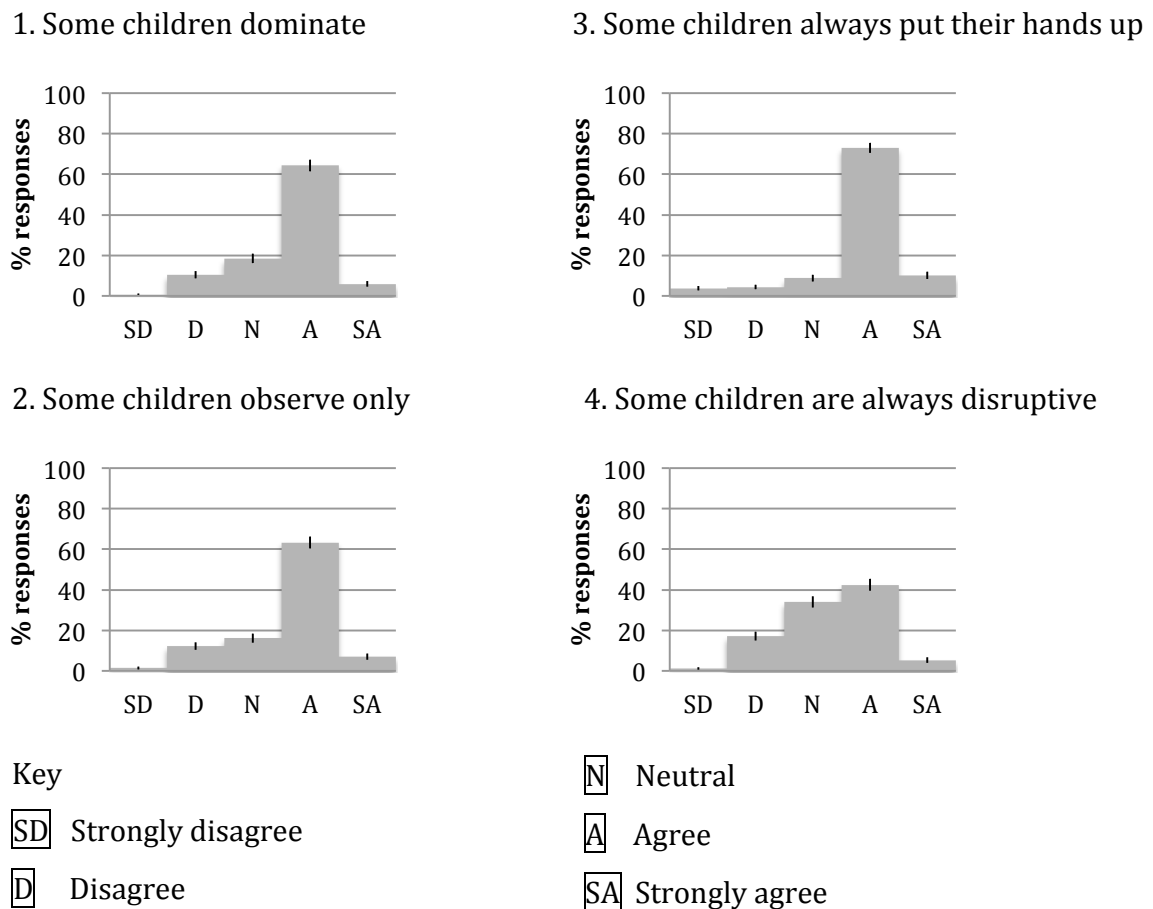 1. Some children dominate
% responses
100
80
60
40
20
0
SD D N A SA
3. Some children always put their hands up
% responses
100
80
60
40
20
0
SD D N A SA
2. Some children observe only
% responses
100
80
60
40
20
0
SD D N A SA
4. Some children are always disruptive
% responses
100
80
60
40
20
0
SD D N A SA
Key
SD Strongly disagree
D Disagree
N Neutral
A Agree
SA Strongly agree